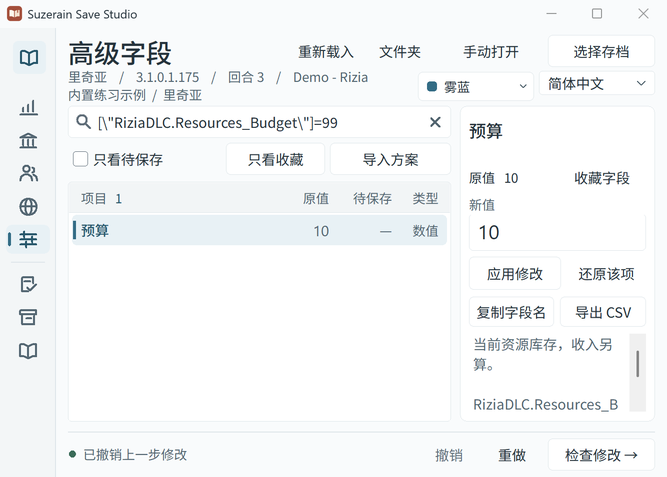 Suzerain Save Studio
高级字段
重新载入 文件夹 手动打开 选择存档
里奇亚 / 3.1.0.1.175 / 回合 3 / Demo - Rizia
内置练习示例 / 里奇亚
雾蓝 简体中文
[\"RiziaDLC.Resources_Budget\"]=99
只看待保存 只看收藏 导入方案
项目 1 原值 待保存 类型
预算 10 — 数值
预算
原值 10 收藏字段
新值
10
应用修改 还原该项
复制字段名 导出 CSV
当前资源库存，收入另
算。
RiziaDLC.Resources_B
已撤销上一步修改 撤销 重做 检查修改 →